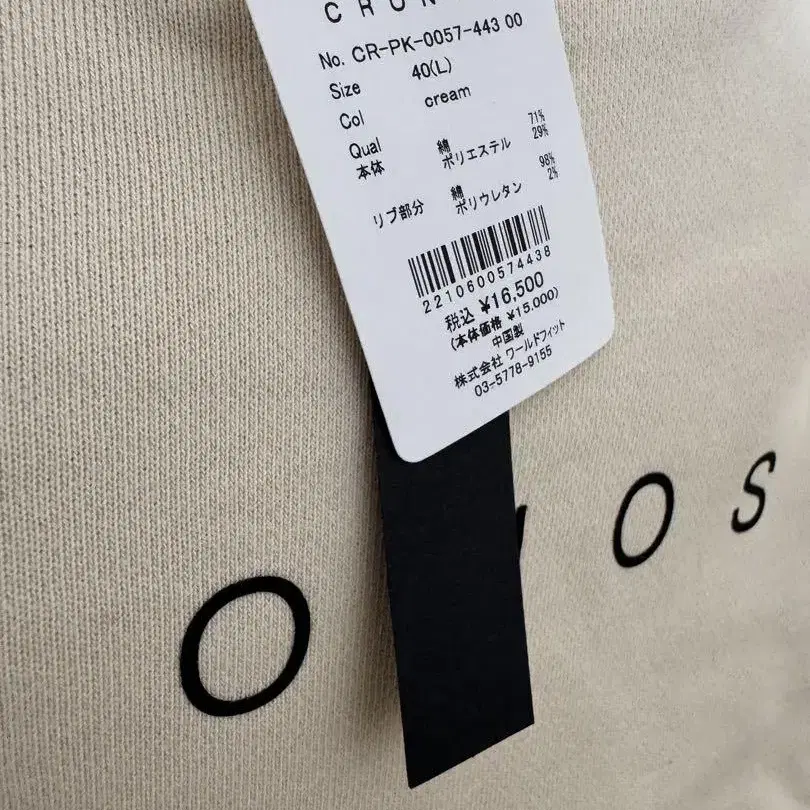 CRON
No. CR-PK-0057-443 00
Size 40(L)
Col cream
Qual
本体 綿 71%
ポリエステル 29%
リブ部分 綿 98%
ポリウレタン 2%
2210600574438
税込 ¥16,500
(本体価格 ¥15,000)
中国製
株式会社 ワールドフィット
03-5778-9155
O OS